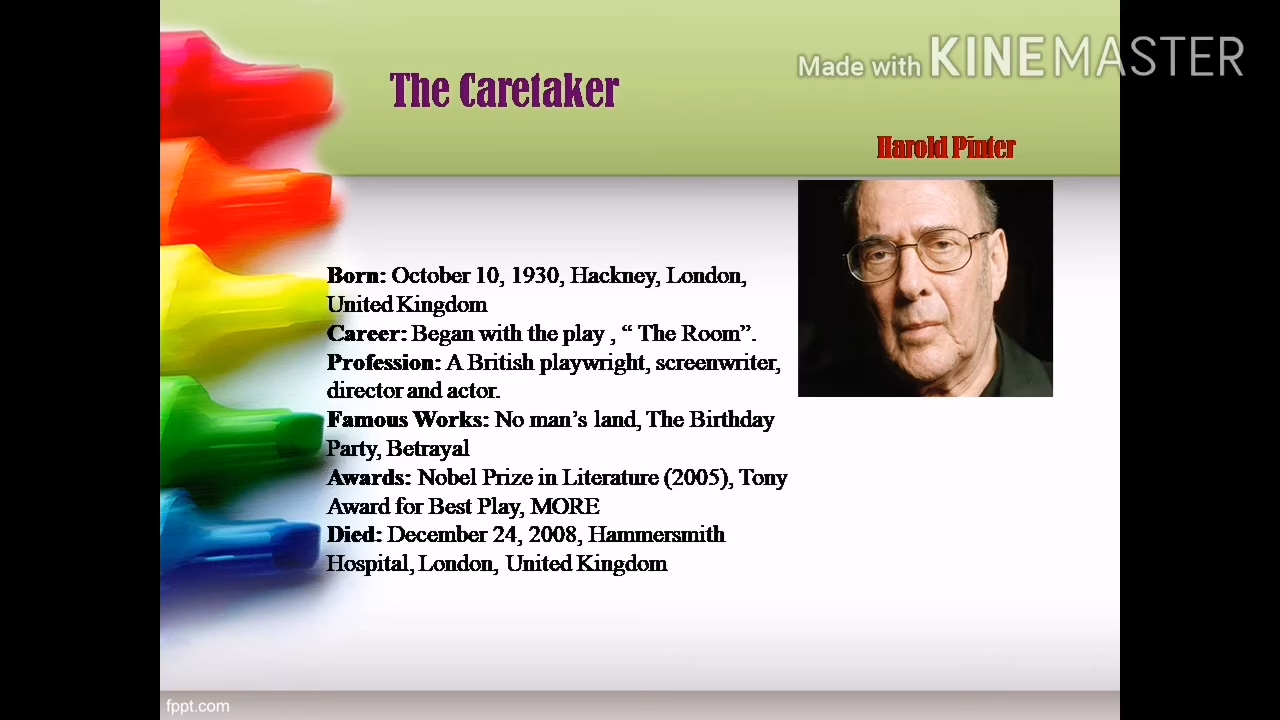 Made with KINEMASTER
The Caretaker
Harold Pinter
Born: October 10, 1930, Hackney, London,
United Kingdom
Career: Began with the play , “ The Room”.
Profession: A British playwright, screenwriter,
director and actor.
Famous Works: No man’s land, The Birthday
Party, Betrayal
Awards: Nobel Prize in Literature (2005), Tony
Award for Best Play, MORE
Died: December 24, 2008, Hammersmith
Hospital, London, United Kingdom
fppt.com